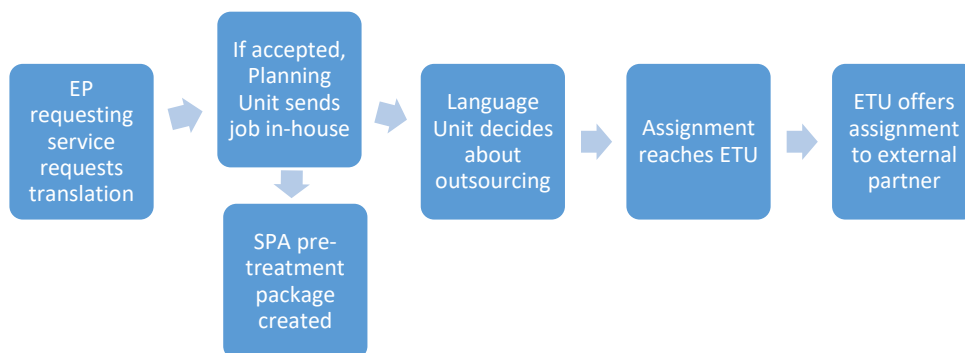 EP
requesting
service
requests
translation
If accepted,
Planning
Unit sends
job in-house
SPA pre-
treatment
package
created
Language
Unit decides
about
outsourcing
Assignment
reaches ETU
ETU offers
assignment
to external
partner